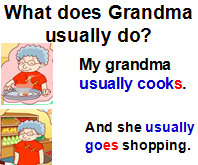 What does Grandma
usually do?
My grandma
usually cooks.
And she usually
goes shopping.